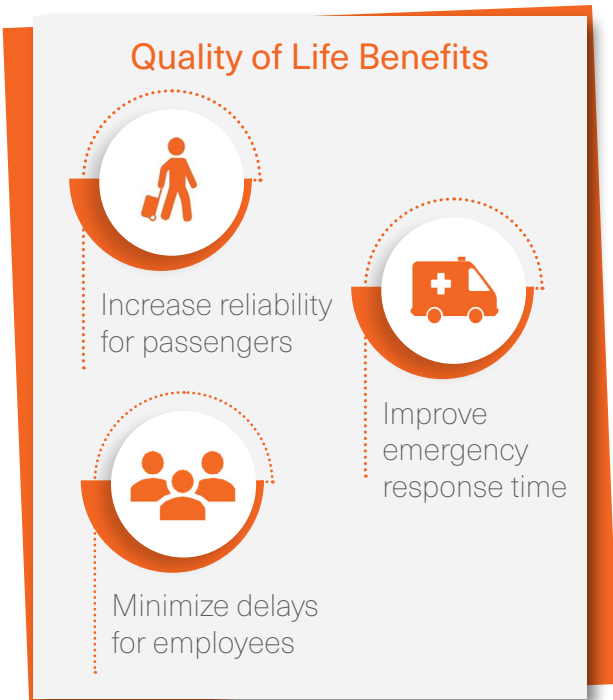 Quality of Life Benefits
Increase reliability
for passengers
Improve
emergency
response time
Minimize delays
for employees